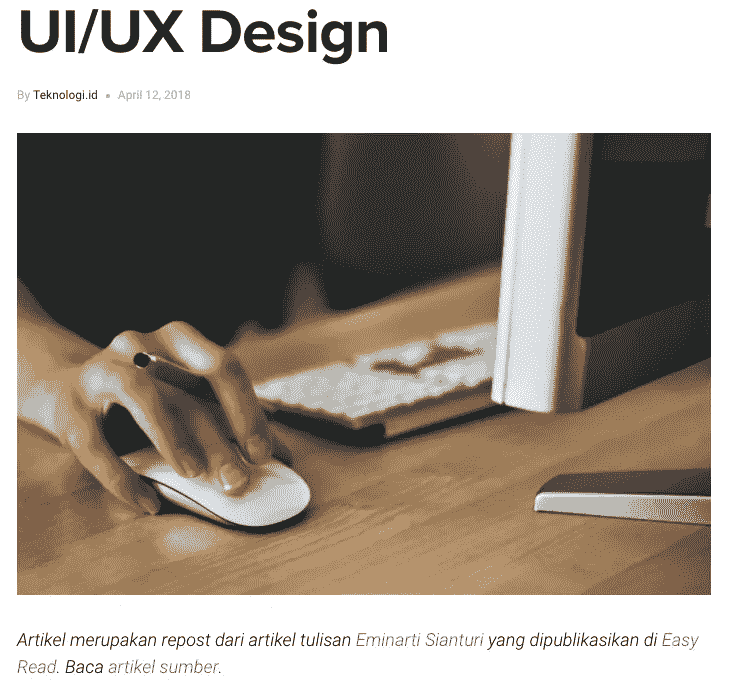 UI/UX Design
By Teknologi.id • April 12, 2018
Artikel merupakan repost dari artikel tulisan Eminarti Sianturi yang dipublikasikan di Easy
Read. Baca artikel sumber.